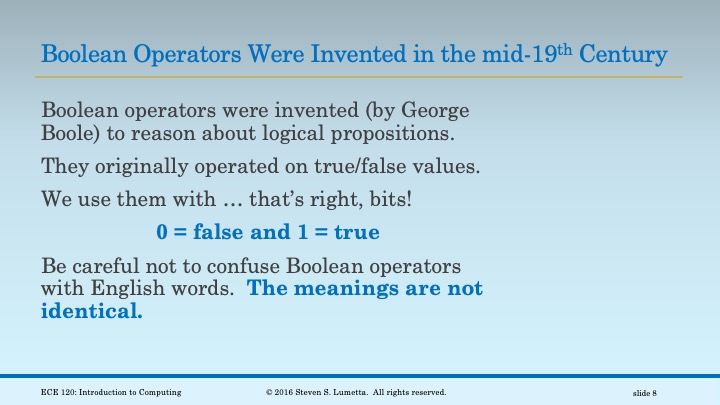 Boolean Operators Were Invented in the mid-19th Century
Boolean operators were invented (by George
Boole) to reason about logical propositions.
They originally operated on true/false values.
We use them with … that’s right, bits!
0 = false and 1 = true
Be careful not to confuse Boolean operators
with English words.  The meanings are not
identical.
ECE 120: Introduction to Computing
© 2016 Steven S. Lumetta.  All rights reserved.
slide 8